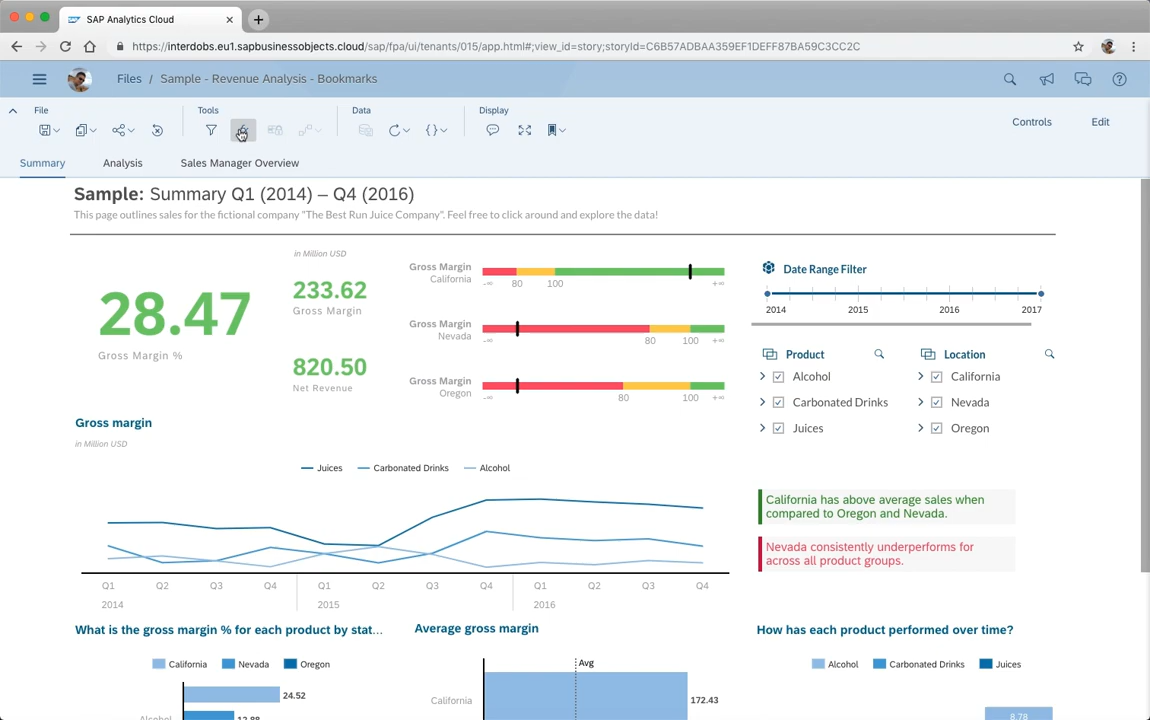 SAP Analytics Cloud
https://interdobs.eu1.sapbusinessobjects.cloud/sap/fpa/ui/tenants/015/app.html#;view_id=story;storyId=C6B57ADBAA359EF1DEFF87BA59C3CC2C
Files / Sample - Revenue Analysis - Bookmarks
File
Tools
Data
Display
Controls
Edit
Summary
Analysis
Sales Manager Overview
Sample: Summary Q1 (2014) – Q4 (2016)
This page outlines sales for the fictional company "The Best Run Juice Company". Feel free to click around and explore the data!
28.47
Gross Margin %
in Million USD
233.62
Gross Margin
820.50
Net Revenue
Gross Margin
California
-∞ 80 100 +∞
Gross Margin
Nevada
-∞ 80 100 +∞
Gross Margin
Oregon
-∞ 80 100 +∞
Date Range Filter
2014 2015 2016 2017
Product
Alcohol
Carbonated Drinks
Juices
Location
California
Nevada
Oregon
Gross margin
in Million USD
Juices Carbonated Drinks Alcohol
Q1 Q2 Q3 Q4 Q1 Q2 Q3 Q4 Q1 Q2 Q3 Q4
2014 2015 2016
California has above average sales when
compared to Oregon and Nevada.
Nevada consistently underperforms for
across all product groups.
What is the gross margin % for each product by stat...
California Nevada Oregon
24.52
Alcohol
12.88
Average gross margin
Avg
California
172.43
How has each product performed over time?
Alcohol Carbonated Drinks Juices
8.78